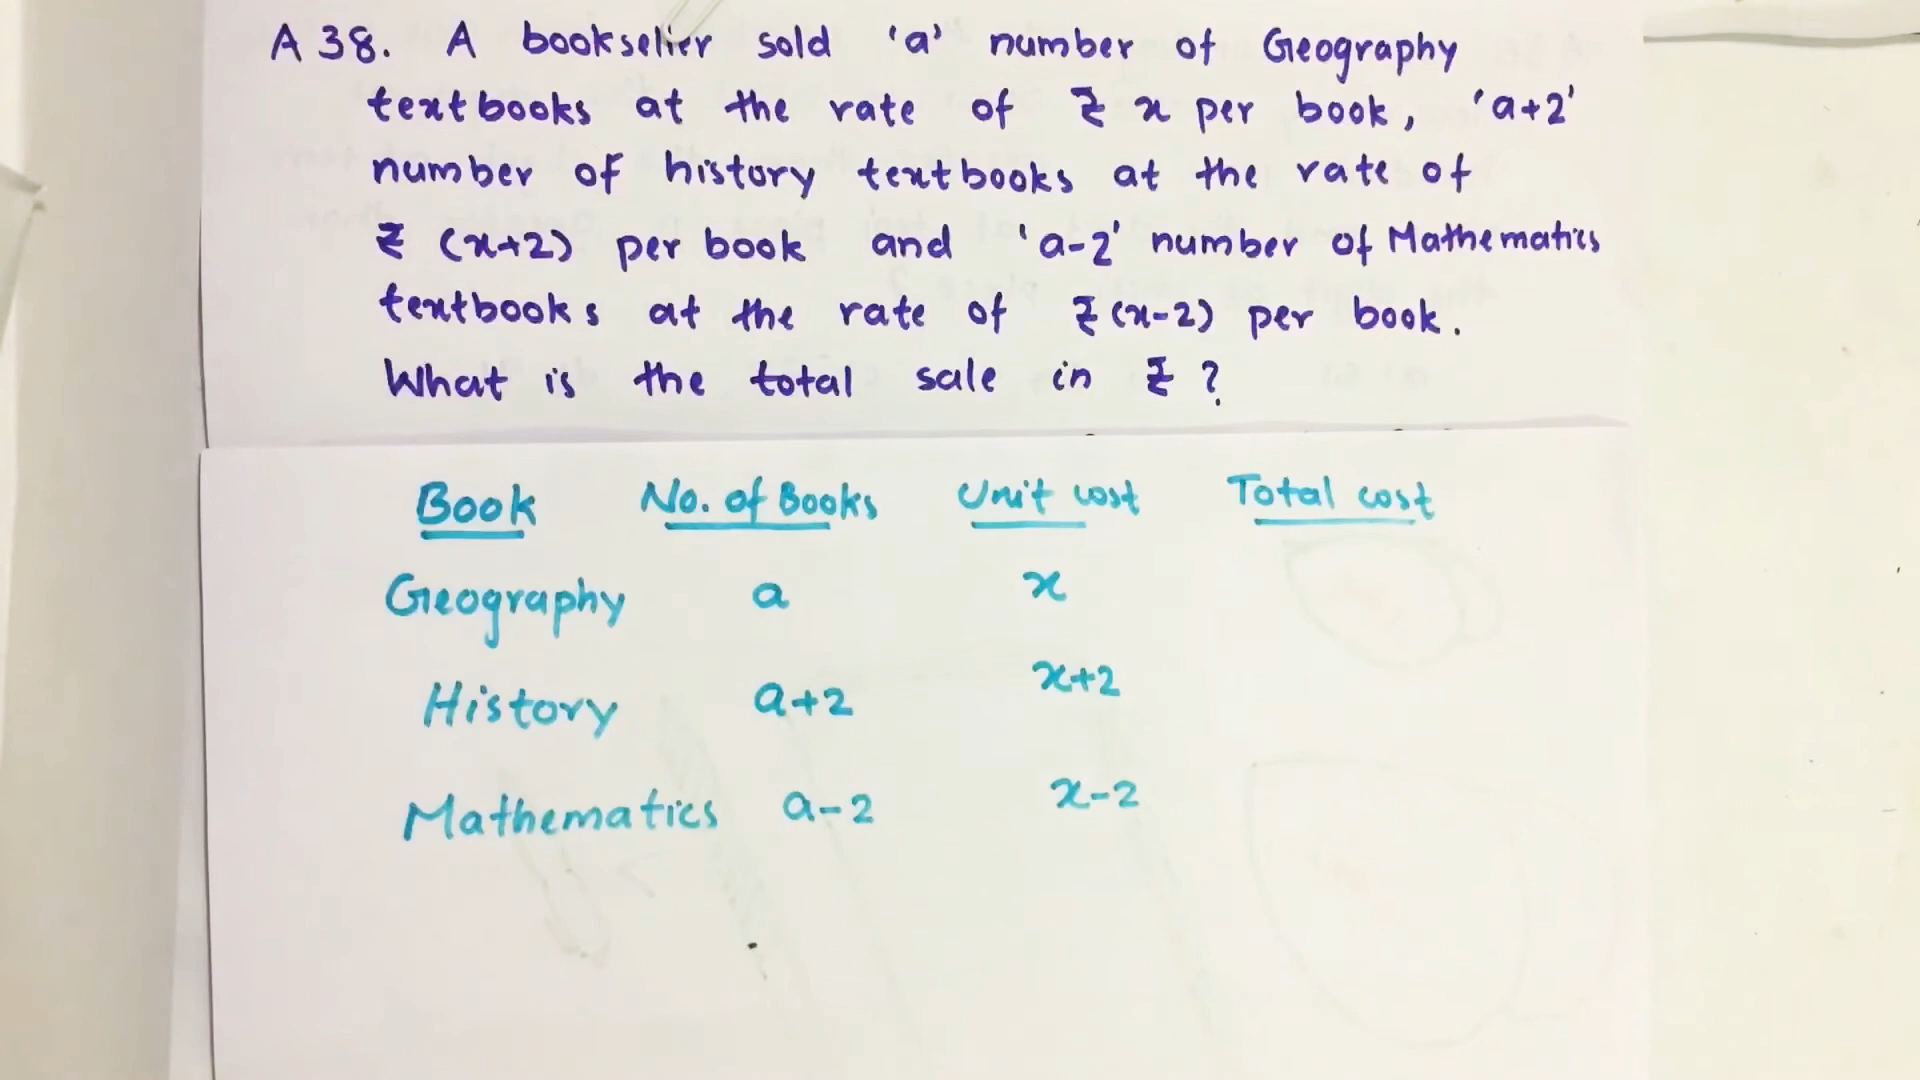 A 38. A bookseller sold 'a' number of Geography
textbooks at the rate of ₹ x per book, 'a+2'
number of history textbooks at the rate of
₹ (x+2) per book and 'a-2' number of Mathematics
textbooks at the rate of ₹ (x-2) per book.
What is the total sale in ₹ ?
Book No. of Books Unit cost Total cost
Geography a x
History a+2 x+2
Mathematics a-2 x-2